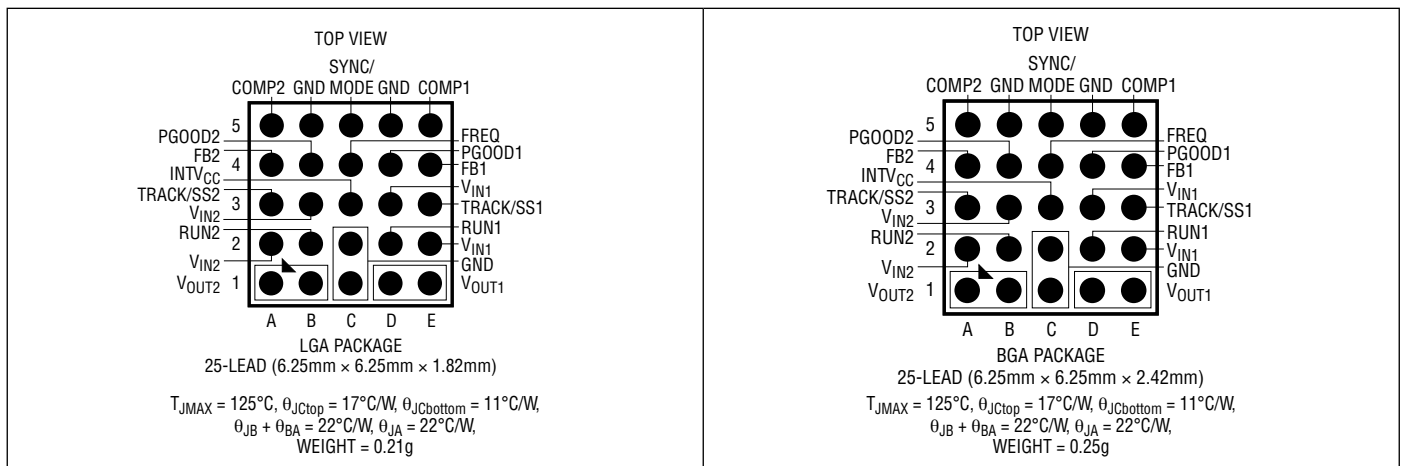 TOP VIEW
SYNC/
COMP2 GND MODE GND COMP1
5
PGOOD2
FREQ
FB2
PGOOD1
4
FB1
INTVCC
VIN1
TRACK/SS2
3
TRACK/SS1
VIN2
RUN1
RUN2
2
VIN1
VIN2
GND
VOUT2 1
VOUT1
A B C D E
LGA PACKAGE
25-LEAD (6.25mm × 6.25mm × 1.82mm)
TJMAX = 125°C, θJCtop = 17°C/W, θJCbottom = 11°C/W,
θJB + θBA = 22°C/W, θJA = 22°C/W,
WEIGHT = 0.21g
TOP VIEW
SYNC/
COMP2 GND MODE GND COMP1
5
PGOOD2
FREQ
FB2
PGOOD1
4
FB1
INTVCC
VIN1
TRACK/SS2
3
TRACK/SS1
VIN2
RUN1
RUN2
2
VIN1
VIN2
GND
VOUT2 1
VOUT1
A B C D E
BGA PACKAGE
25-LEAD (6.25mm × 6.25mm × 2.42mm)
TJMAX = 125°C, θJCtop = 17°C/W, θJCbottom = 11°C/W,
θJB + θBA = 22°C/W, θJA = 22°C/W,
WEIGHT = 0.25g